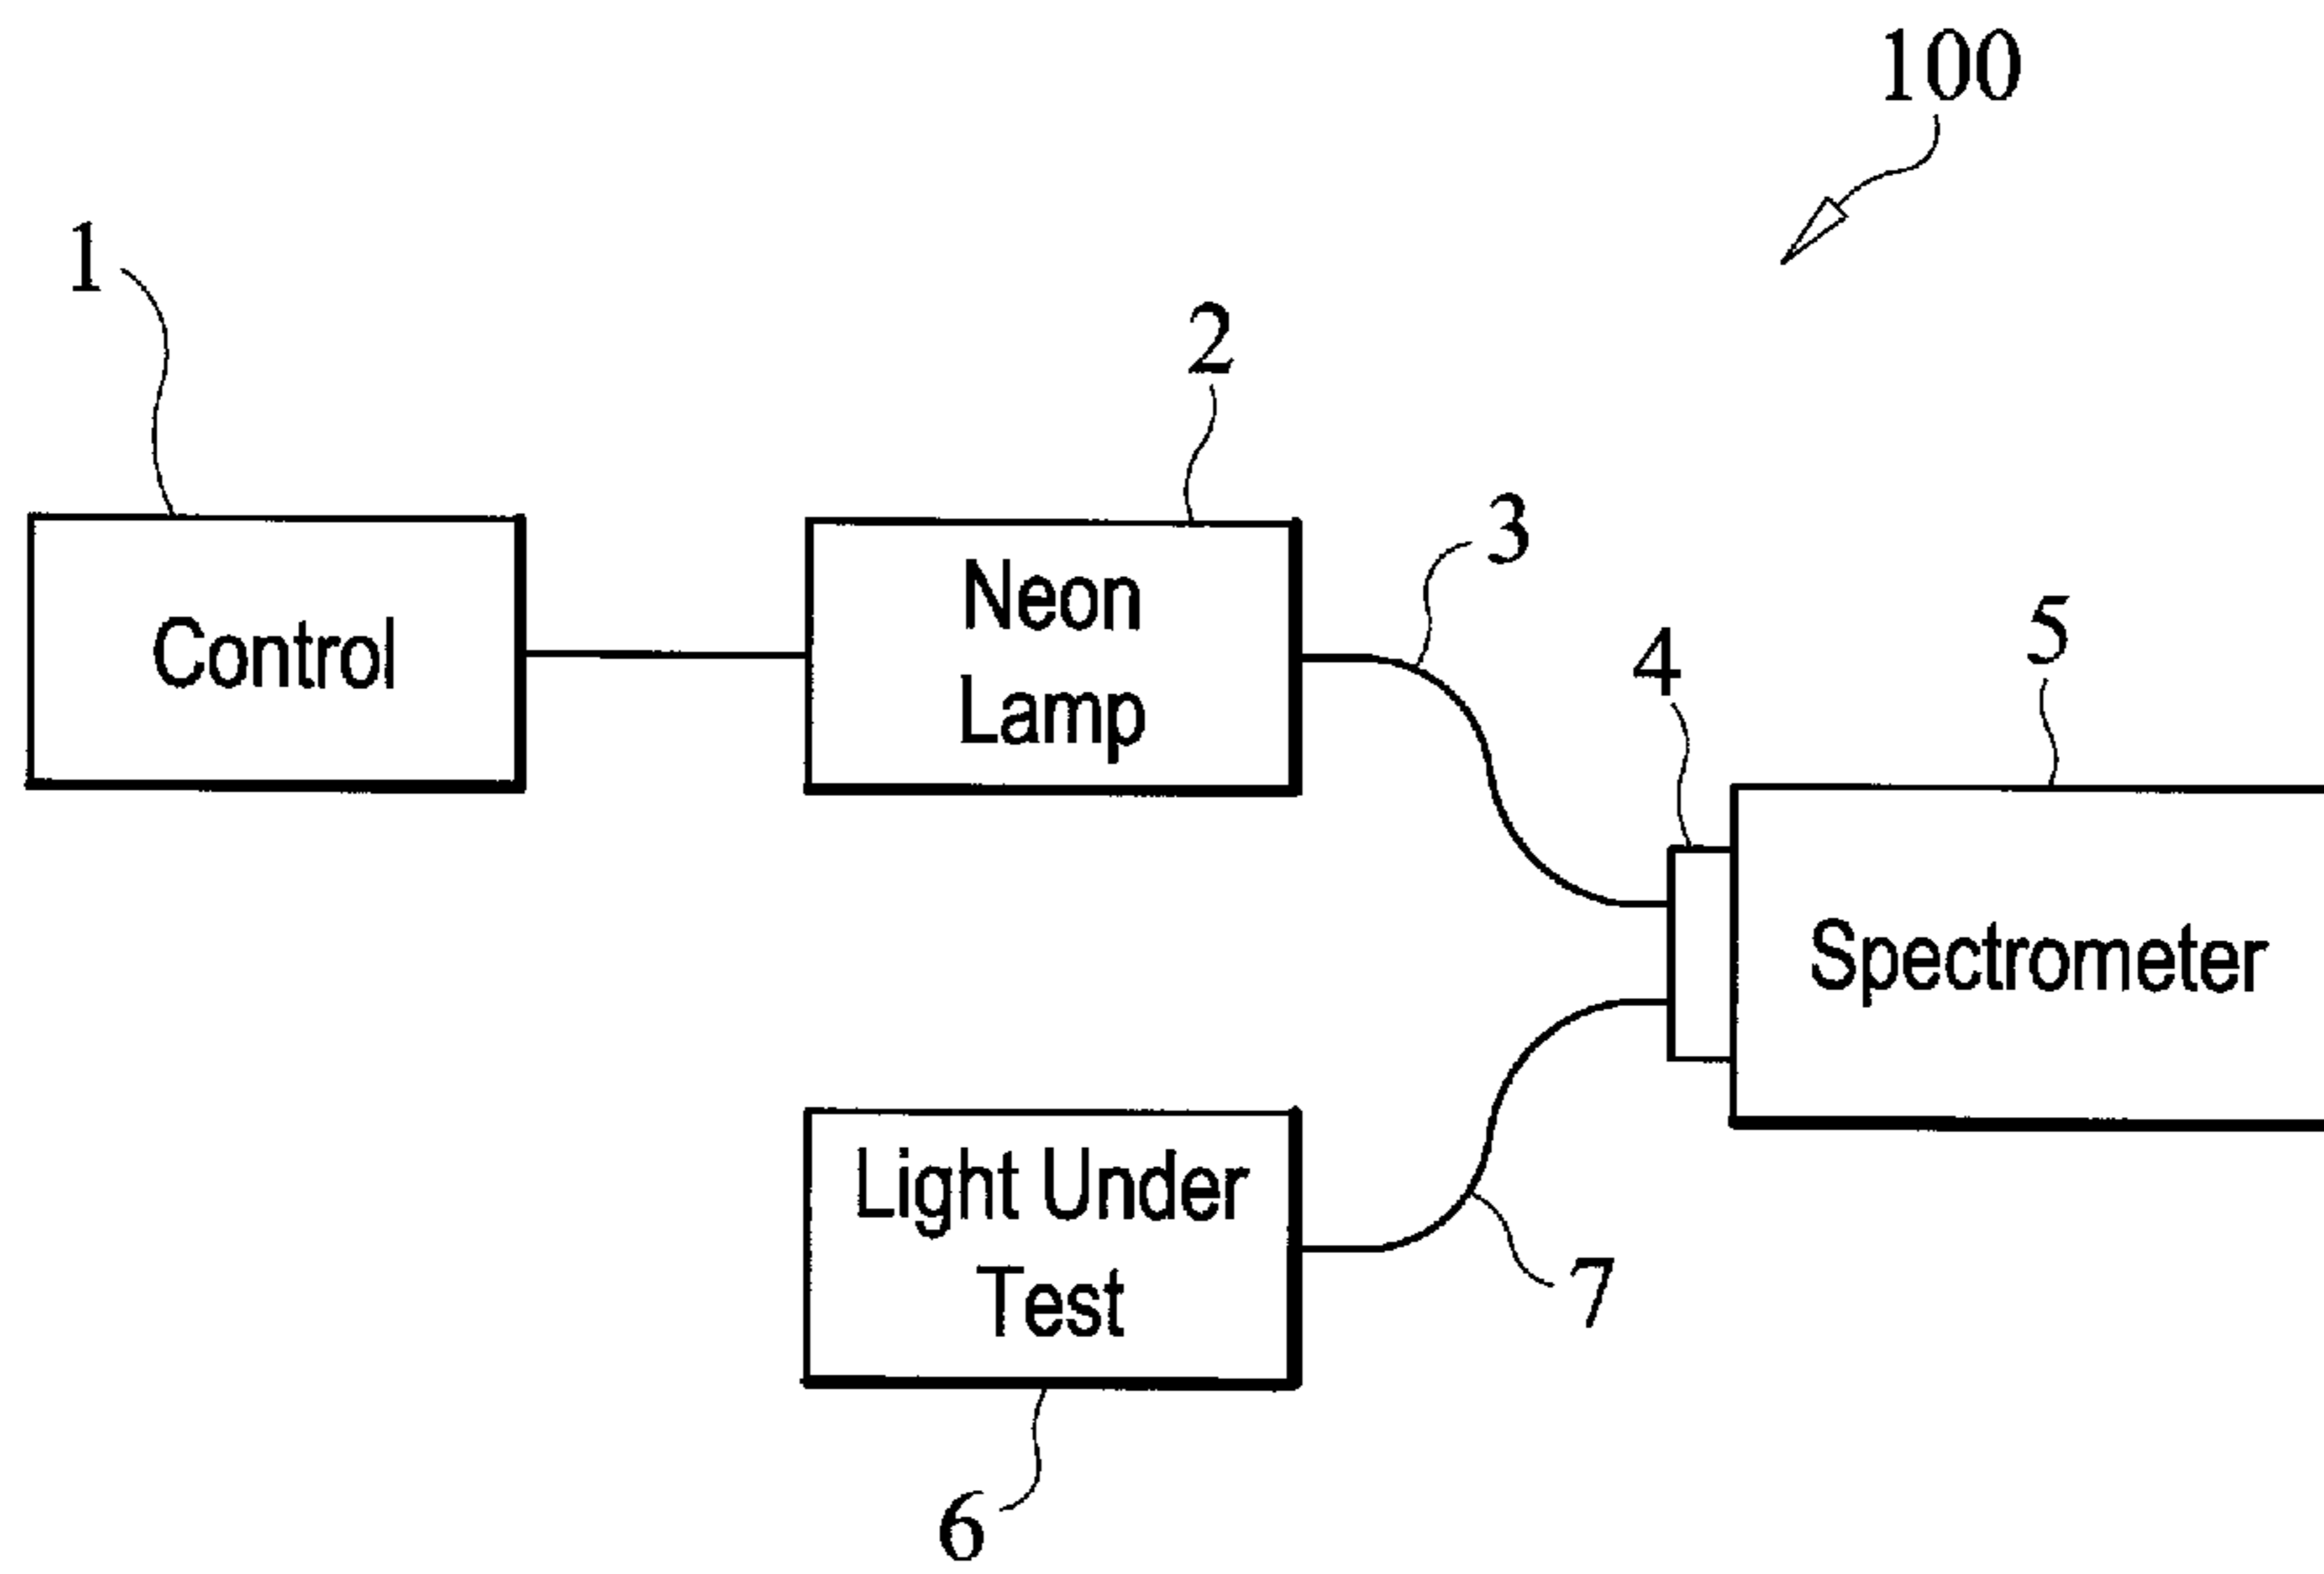 100
1
2
3
Control
Neon
Lamp
4
5
Spectrometer
Light Under
Test
7
6